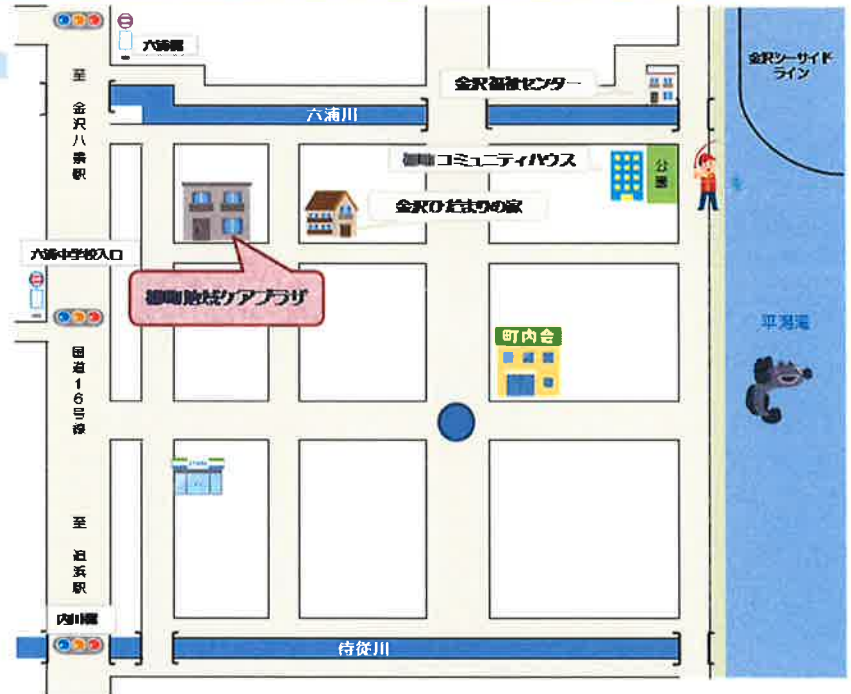 六浦橋
金沢シーサイド
ライン
金沢福祉センター
至 金沢八景駅
六浦川
柳町コミュニティハウス
公園
金沢ひだまりの家
六浦中学校入口
柳町地域ケアプラザ
平潟湾
町内会
国道16号線
至 追浜駅
内川橋
侍従川